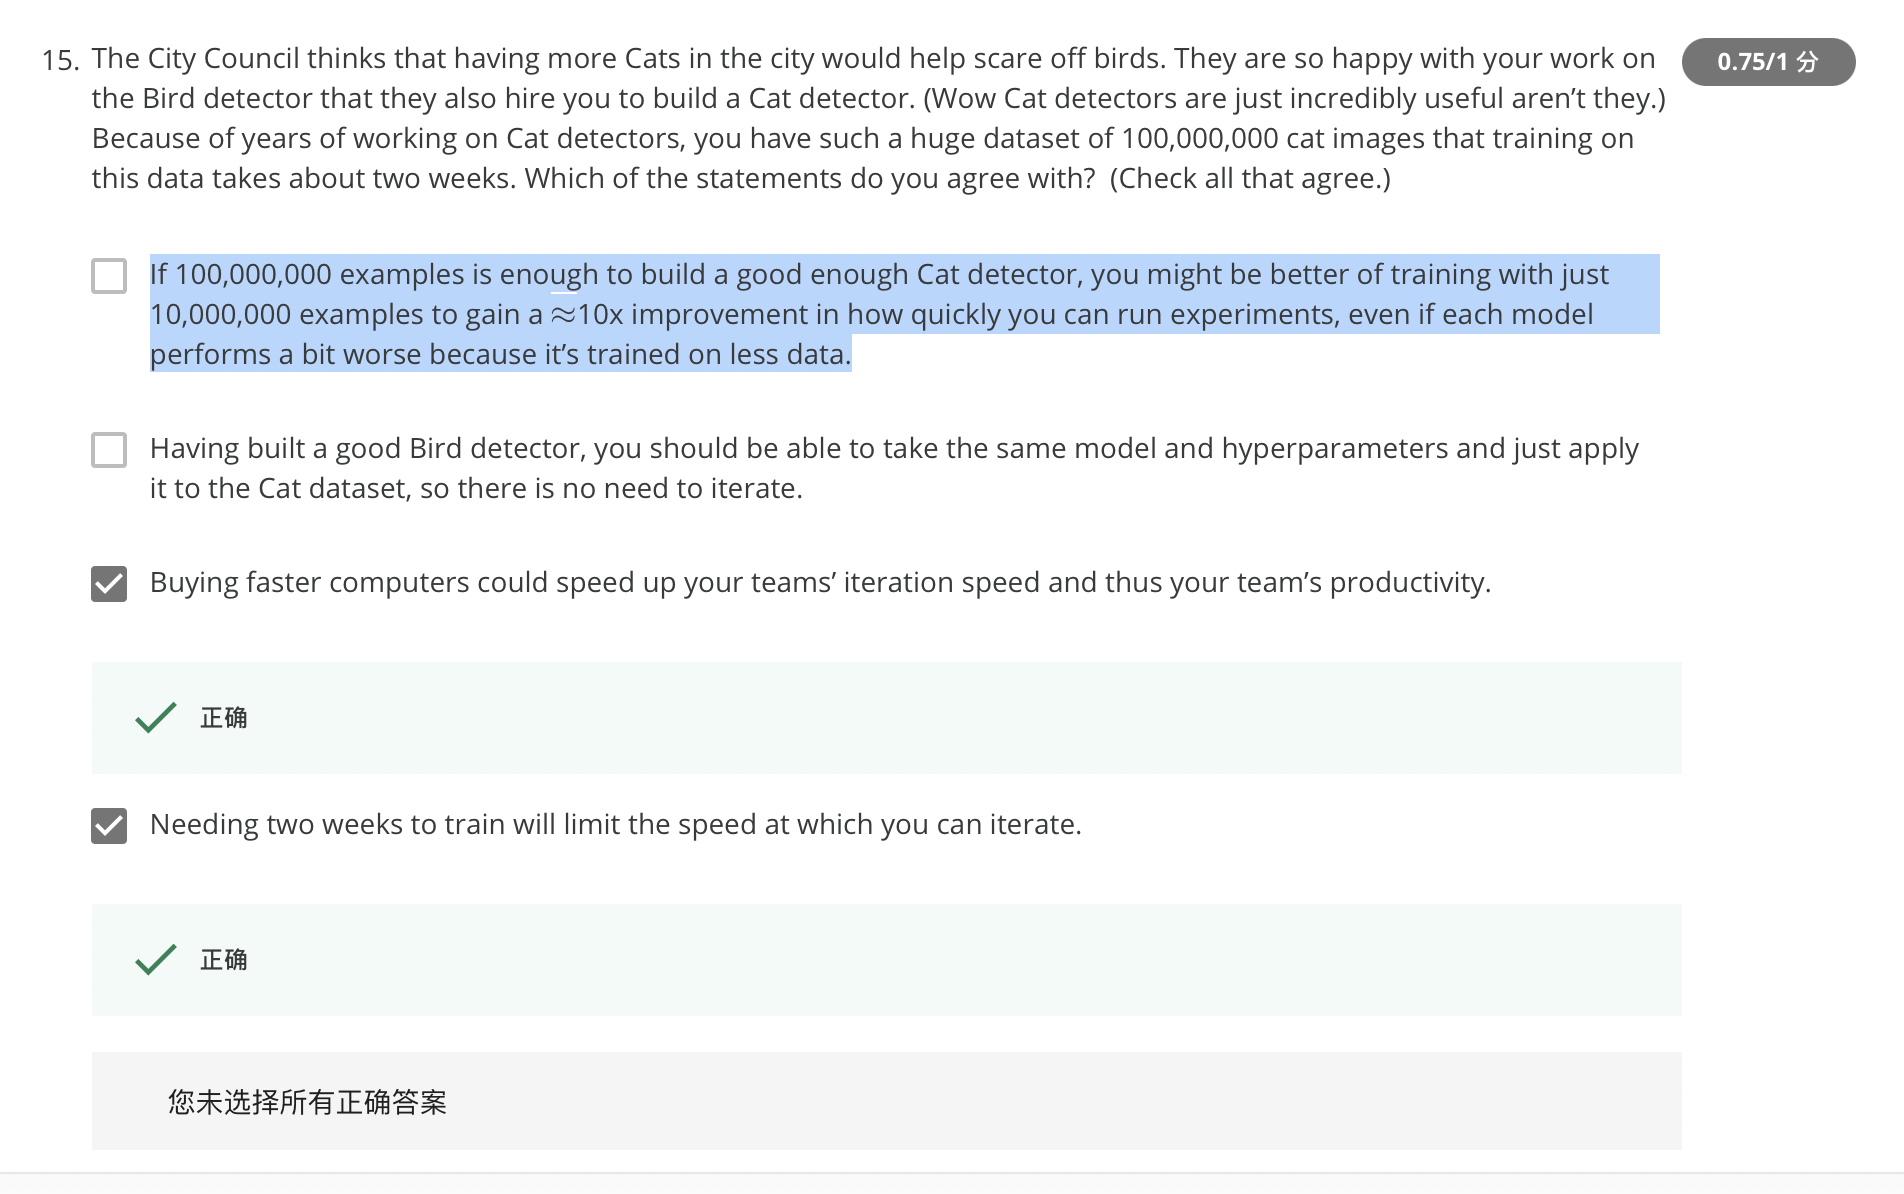 15. The City Council thinks that having more Cats in the city would help scare off birds. They are so happy with your work on
0.75/1 分
the Bird detector that they also hire you to build a Cat detector. (Wow Cat detectors are just incredibly useful aren’t they.)
Because of years of working on Cat detectors, you have such a huge dataset of 100,000,000 cat images that training on
this data takes about two weeks. Which of the statements do you agree with? (Check all that agree.)
If 100,000,000 examples is enough to build a good enough Cat detector, you might be better of training with just
10,000,000 examples to gain a ≈10x improvement in how quickly you can run experiments, even if each model
performs a bit worse because it’s trained on less data.
Having built a good Bird detector, you should be able to take the same model and hyperparameters and just apply
it to the Cat dataset, so there is no need to iterate.
Buying faster computers could speed up your teams’ iteration speed and thus your team’s productivity.
正确
Needing two weeks to train will limit the speed at which you can iterate.
正确
您未选择所有正确答案